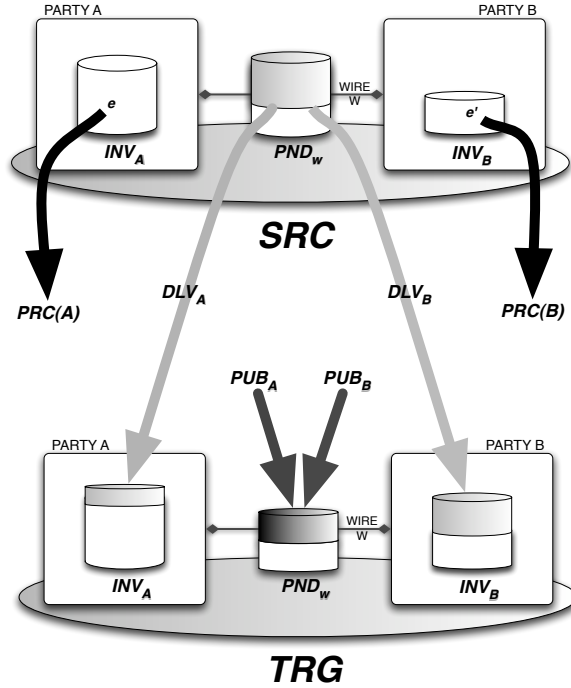 PARTY A
PARTY B
e
WIRE
W
e'
INV_A
PND_w
INV_B
SRC
PRC(A)
DLV_A
DLV_B
PRC(B)
PUB_A
PUB_B
PARTY A
PARTY B
WIRE
W
INV_A
PND_w
INV_B
TRG